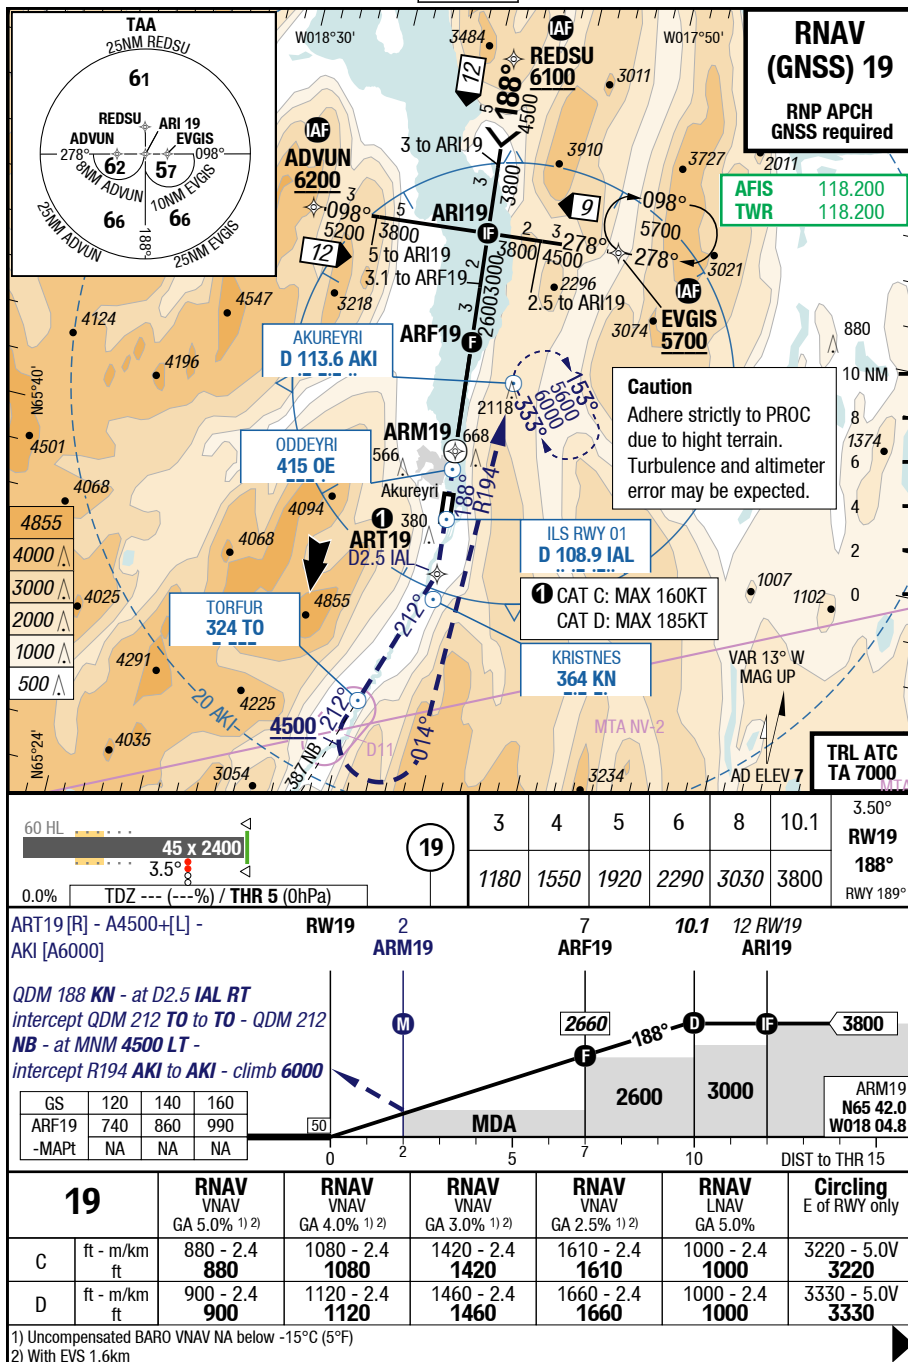 TAA
25NM REDSU
61
REDSU
ARI 19
ADVUN
EVGIS
278°
098°
62
57
8NM ADVUN
10NM EVGIS
66
66
188°
25NM ADVUN
25NM EVGIS
W018°30'
3484
IAF
REDSU
6100
W017°50'
RNAV
(GNSS) 19
RNP APCH
GNSS required
12
188°
5
4500
3011
3 to ARI19
3910
3727
2011
AFIS 118.200
TWR 118.200
IAF
ADVUN
6200
3
3800
3
098°
5200
5
3800
ARI19
IF
9
098°
5700
278°
3021
12
5 to ARI19
3.1 to ARF19
2
3800
3
278°
4500
2296
2.5 to ARI19
3218
2
3000
3
2600
IAF
EVGIS
5700
3074
4547
4124
ARF19
F
880
AKUREYRI
D 113.6 AKI
4196
N65°40'
153°
5600
6000
333°
2118
10 NM
8
6
4
2
0
Caution
Adhere strictly to PROC
due to hight terrain.
Turbulence and altimeter
error may be expected.
1374
ARM19
668
566
ODDEYRI
415 OE
4501
4068
Akureyri
188°
R194
4094
1
380
ART19
D2.5 IAL
ILS RWY 01
D 108.9 IAL
4855
4000
3000
2000
1000
500
4068
4025
4855
1 CAT C: MAX 160KT
CAT D: MAX 185KT
1007
1102
TORFUR
324 TO
212°
KRISTNES
364 KN
4291
4225
20 AKI
VAR 13° W
MAG UP
212°
4500
014°
MTA NV-2
D11
387 NB
4035
N65°24'
3054
3234
AD ELEV 7
TRL ATC
TA 7000
MTA
60 HL
45 x 2400
3.5°
0.0%
TDZ --- (---%) / THR 5 (0hPa)
19
3 4 5 6 8 10.1
1180 1550 1920 2290 3030 3800
3.50°
RW19
188°
RWY 189°
ART19 [R] - A4500+[L] -
AKI [A6000]
RW19 2 7 10.1 12 RW19
ARM19 ARF19 ARI19
QDM 188 KN - at D2.5 IAL RT
intercept QDM 212 TO to TO - QDM 212
NB - at MNM 4500 LT -
intercept R194 AKI to AKI - climb 6000
M
2660
F
188°
D
IF
3800
2600
3000
MDA
50
ARM19
N65 42.0
W018 04.8
GS 120 140 160
ARF19 740 860 990
-MAPt NA NA NA
0 2 5 7 10 DIST to THR 15
19
RNAV VNAV GA 5.0% 1) 2)
RNAV VNAV GA 4.0% 1) 2)
RNAV VNAV GA 3.0% 1) 2)
RNAV VNAV GA 2.5% 1) 2)
RNAV LNAV GA 5.0%
Circling E of RWY only
C ft - m/km 880 - 2.4 1080 - 2.4 1420 - 2.4 1610 - 2.4 1000 - 2.4 3220 - 5.0V
ft 880 1080 1420 1610 1000 3220
D ft - m/km 900 - 2.4 1120 - 2.4 1460 - 2.4 1660 - 2.4 1000 - 2.4 3330 - 5.0V
ft 900 1120 1460 1660 1000 3330
1) Uncompensated BARO VNAV NA below -15°C (5°F)
2) With EVS 1.6km